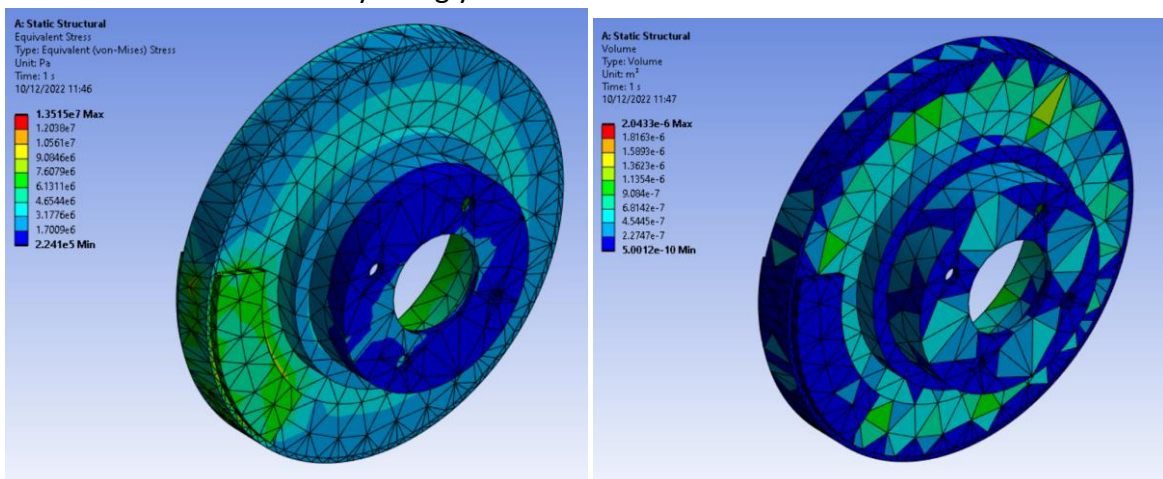 A: Static Structural
Equivalent Stress
Type: Equivalent (von-Mises) Stress
Unit: Pa
Time: 1 s
10/12/2022 11:46
1.3515e7 Max
1.2038e7
1.0561e7
9.0846e6
7.6079e6
6.1311e6
4.6544e6
3.1776e6
1.7009e6
2.241e5 Min
A: Static Structural
Volume
Type: Volume
Unit: m³
Time: 1 s
10/12/2022 11:47
2.0433e-6 Max
1.8163e-6
1.5893e-6
1.3623e-6
1.1354e-6
9.084e-7
6.8142e-7
4.5445e-7
2.2747e-7
5.0012e-10 Min